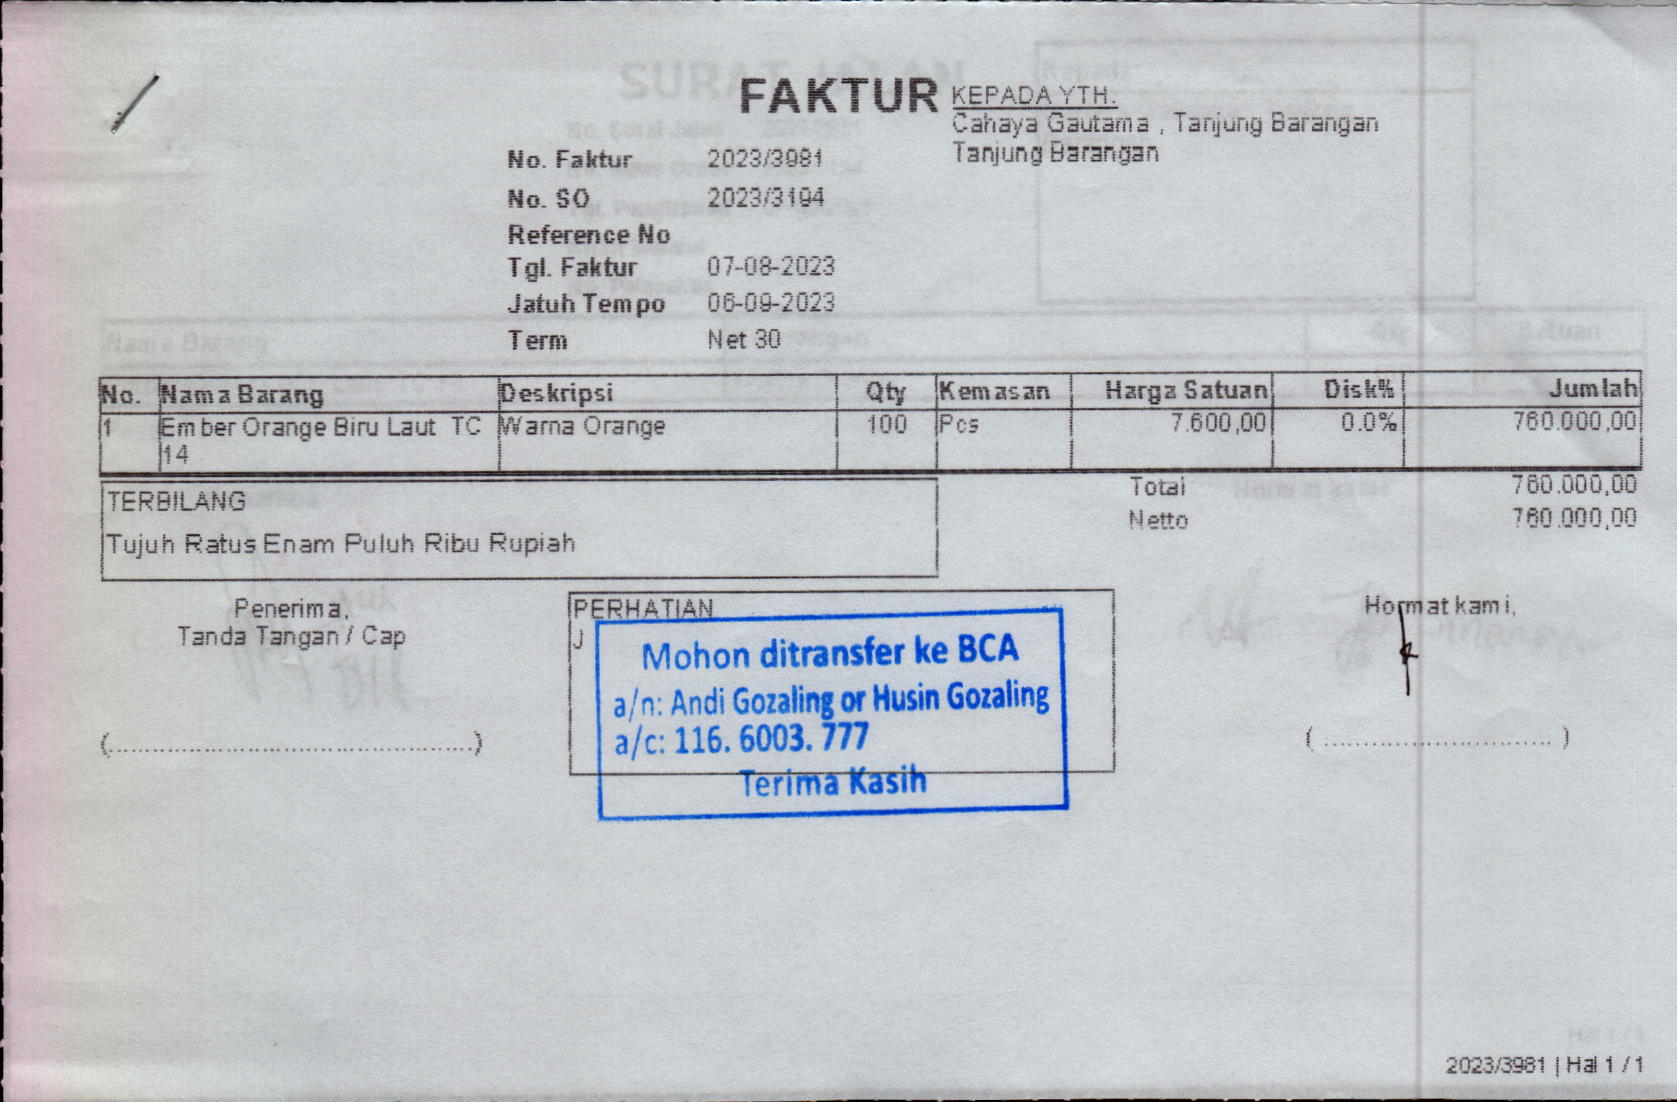 FAKTUR
KEPADA YTH.
Cahaya Gautama , Tanjung Barangan
Tanjung Barangan
No. Faktur 2023/3981
No. SO 2023/3194
Reference No
Tgl. Faktur 07-08-2023
Jatuh Tempo 06-09-2023
Term Net 30
No. Nama Barang Deskripsi Qty Kemasan Harga Satuan Disk% Jumlah
1 Ember Orange Biru Laut TC Warna Orange 100 Pcs 7.600,00 0.0% 760.000,00
14
Total 760.000,00
Netto 760.000,00
TERBILANG
Tujuh Ratus Enam Puluh Ribu Rupiah
Penerima,
Tanda Tangan / Cap
(............................................)
PERHATIAN
J
Mohon ditransfer ke BCA
a/n: Andi Gozaling or Husin Gozaling
a/c: 116. 6003. 777
Terima Kasih
Hormat kami,
( ............................ )
2023/3981 | Hal 1 / 1